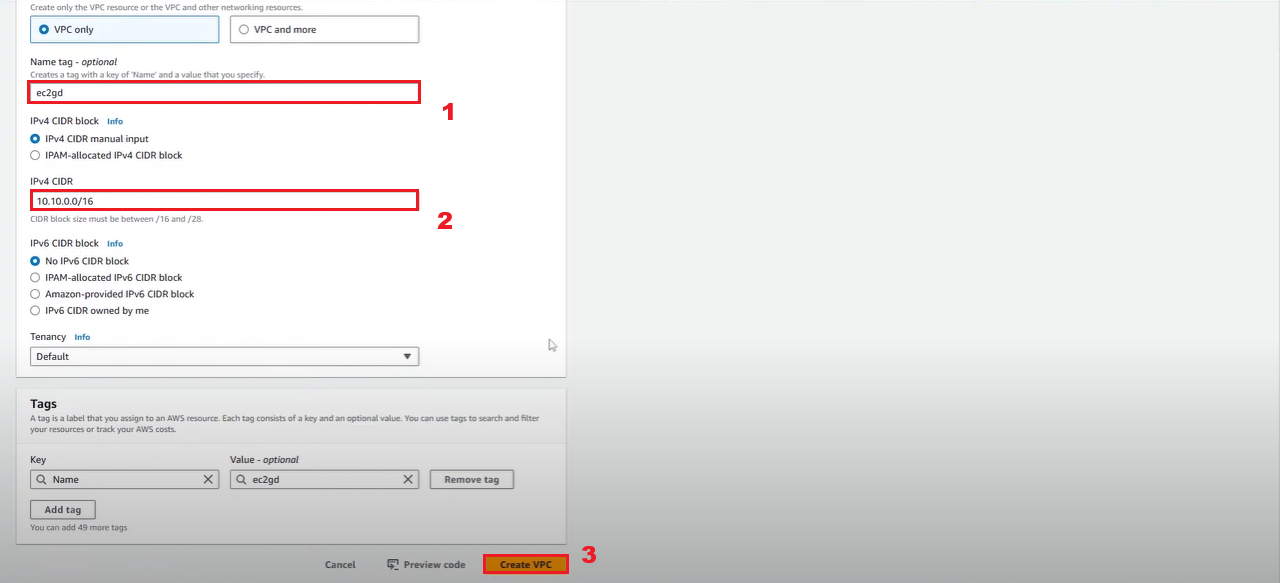 Create only the VPC resource or the VPC and other networking resources.
VPC only
VPC and more
Name tag - optional
Creates a tag with a key of 'Name' and a value that you specify.
ec2gd
1
IPv4 CIDR block Info
IPv4 CIDR manual input
IPAM-allocated IPv4 CIDR block
IPv4 CIDR
10.10.0.0/16
2
CIDR block size must be between /16 and /28.
IPv6 CIDR block Info
No IPv6 CIDR block
IPAM-allocated IPv6 CIDR block
Amazon-provided IPv6 CIDR block
IPv6 CIDR owned by me
Tenancy Info
Default
Tags
A tag is a label that you assign to an AWS resource. Each tag consists of a key and an optional value. You can use tags to search and filter
your resources or track your AWS costs.
Key
Value - optional
Name
ec2gd
Remove tag
Add tag
You can add 49 more tags
Cancel
Preview code
Create VPC
3